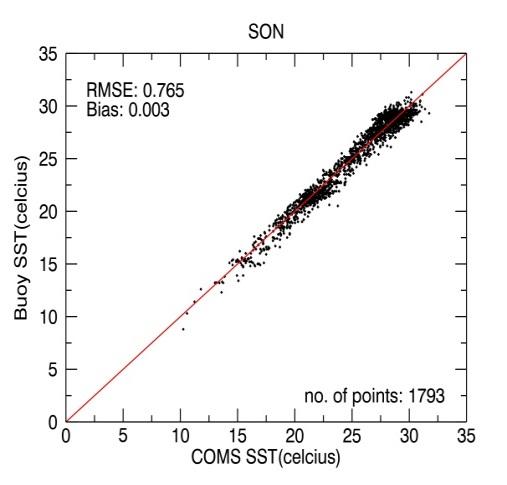 SON
35
RMSE: 0.765
Bias: 0.003
30
25
20
15
10
5
0
Buoy SST(celcius)
no. of points: 1793
0 5 10 15 20 25 30 35
COMS SST(celcius)